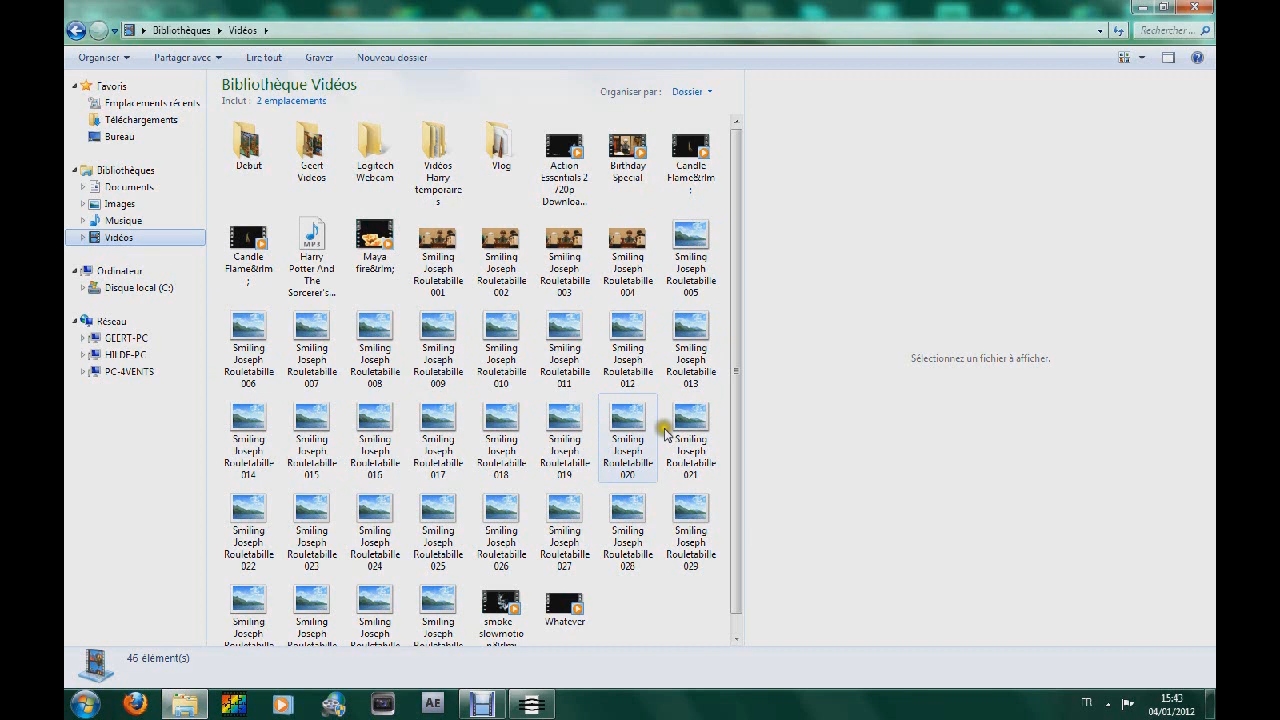 Bibliothèques
Vidéos
Rechercher ...
Organiser
Partager avec
Lire tout
Graver
Nouveau dossier
Favoris
Emplacements récents
Téléchargements
Bureau
Bibliothèques
Documents
Images
Musique
Vidéos
Ordinateur
Disque local (C:)
Réseau
GEERT-PC
HILDE-PC
PC-4VENTS
Bibliothèque Vidéos
Inclut : 2 emplacements
Organiser par : Dossier
Debut
Geert Videos
Logitech Webcam
Vidéos Harry temporaires
Vlog
Action Essentials 2 720p Downloa...
Birthday Special
Candle Flame&rlm;
Candle Flame&rlm;
MP3
Harry Potter And The Sorcerer's...
Maya fire&rlm;
Smiling Joseph Rouletabille 001
Smiling Joseph Rouletabille 002
Smiling Joseph Rouletabille 003
Smiling Joseph Rouletabille 004
Smiling Joseph Rouletabille 005
Smiling Joseph Rouletabille 006
Smiling Joseph Rouletabille 007
Smiling Joseph Rouletabille 008
Smiling Joseph Rouletabille 009
Smiling Joseph Rouletabille 010
Smiling Joseph Rouletabille 011
Smiling Joseph Rouletabille 012
Smiling Joseph Rouletabille 013
Smiling Joseph Rouletabille 014
Smiling Joseph Rouletabille 015
Smiling Joseph Rouletabille 016
Smiling Joseph Rouletabille 017
Smiling Joseph Rouletabille 018
Smiling Joseph Rouletabille 019
Smiling Joseph Rouletabille 020
Smiling Joseph Rouletabille 021
Smiling Joseph Rouletabille 022
Smiling Joseph Rouletabille 023
Smiling Joseph Rouletabille 024
Smiling Joseph Rouletabille 025
Smiling Joseph Rouletabille 026
Smiling Joseph Rouletabille 027
Smiling Joseph Rouletabille 028
Smiling Joseph Rouletabille 029
Smiling Joseph
Smiling Joseph
Smiling Joseph
Smiling Joseph
smoke slowmotio
Whatever
Sélectionnez un fichier à afficher.
46 élément(s)
AE
15:43
04/01/2012